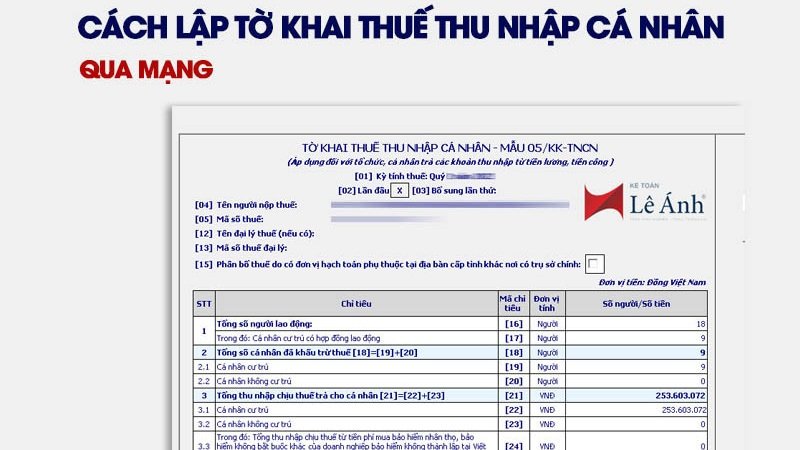 CÁCH LẬP TỜ KHAI THUẾ THU NHẬP CÁ NHÂN
QUA MẠNG
TỜ KHAI THUẾ THU NHẬP CÁ NHÂN - MẪU 05/KK-TNCN
(Áp dụng đối với tổ chức, cá nhân trả các khoản thu nhập từ tiền lương, tiền công )
[01] Kỳ tính thuế: Quý
[02] Lần đầu X [03] Bổ sung lần thứ:
KẾ TOÁN
Lê Ánh
[04] Tên người nộp thuế:
[05] Mã số thuế:
[12] Tên đại lý thuế (nếu có):
[13] Mã số thuế đại lý:
[15] Phân bổ thuế do có đơn vị hạch toán phụ thuộc tại địa bàn cấp tỉnh khác nơi có trụ sở chính:
Đơn vị tiền: Đồng Việt Nam
STT Chỉ tiêu Mã chỉ tiêu Đơn vị tính Số người/Số tiền
1 Tổng số người lao động: [16] Người 18
Trong đó: Cá nhân cư trú có hợp đồng lao động [17] Người 9
2 Tổng số cá nhân đã khấu trừ thuế [18]=[19]+[20] [18] Người 9
2.1 Cá nhân cư trú [19] Người 9
2.2 Cá nhân không cư trú [20] Người 0
3 Tổng thu nhập chịu thuế trả cho cá nhân [21]=[22]+[23] [21] VNĐ 253.603.072
3.1 Cá nhân cư trú [22] VNĐ 253.603.072
3.2 Cá nhân không cư trú [23] VNĐ 0
3.3 Trong đó: Tổng thu nhập chịu thuế từ tiền phí mua bảo hiểm nhân thọ, bảo
hiểm không bắt buộc khác của doanh nghiệp bảo hiểm không thành lập tại Việt [24] VNĐ 0